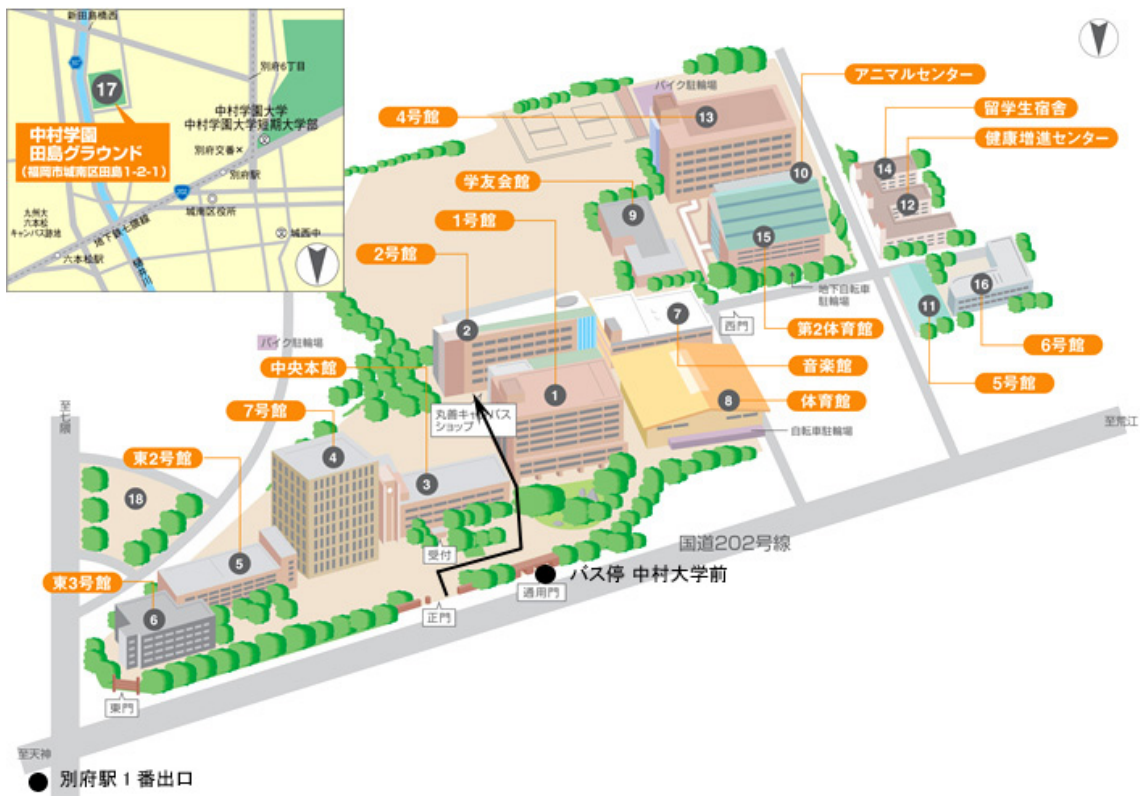 新田島橋西
17
別府6丁目
中村学園大学
中村学園大学短期大学部
中村学園
田島グラウンド
(福岡市城南区田島1-2-1)
別府交番×
別府駅
202
城南区役所
九州大
六本松
キャンパス跡地
地下鉄七隈線
城西中
六本松駅
樋井川
バイク駐輪場
アニマルセンター
4号館
13
留学生宿舎
健康増進センター
10
14
学友会館
9
12
1号館
15
2号館
地下自転車
駐輪場
16
11
7
西門
第2体育館
2
バイク駐輪場
6号館
中央本館
音楽館
5号館
1
8
体育館
至七隈
7号館
丸善キャンパス
ショップ
至荒江
自転車駐輪場
4
東2号館
3
18
国道202号線
受付
5
バス停 中村大学前
東3号館
通用門
6
正門
東門
至天神
別府駅1番出口